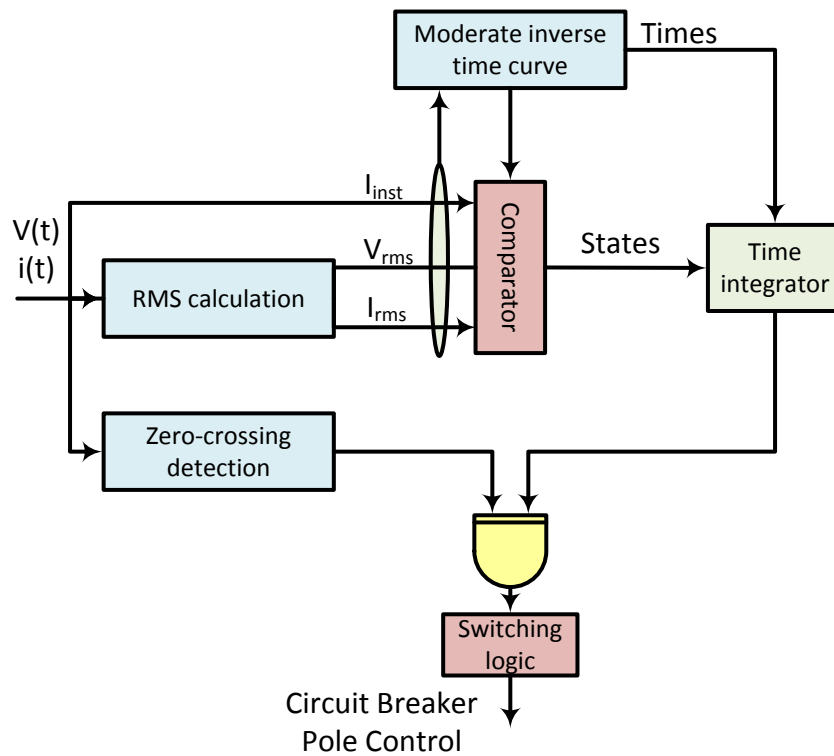 Moderate inverse
time curve
Times
I_inst
V(t)
i(t)
RMS calculation
V_rms
I_rms
Comparator
States
Time
integrator
Zero-crossing
detection
Switching
logic
Circuit Breaker
Pole Control